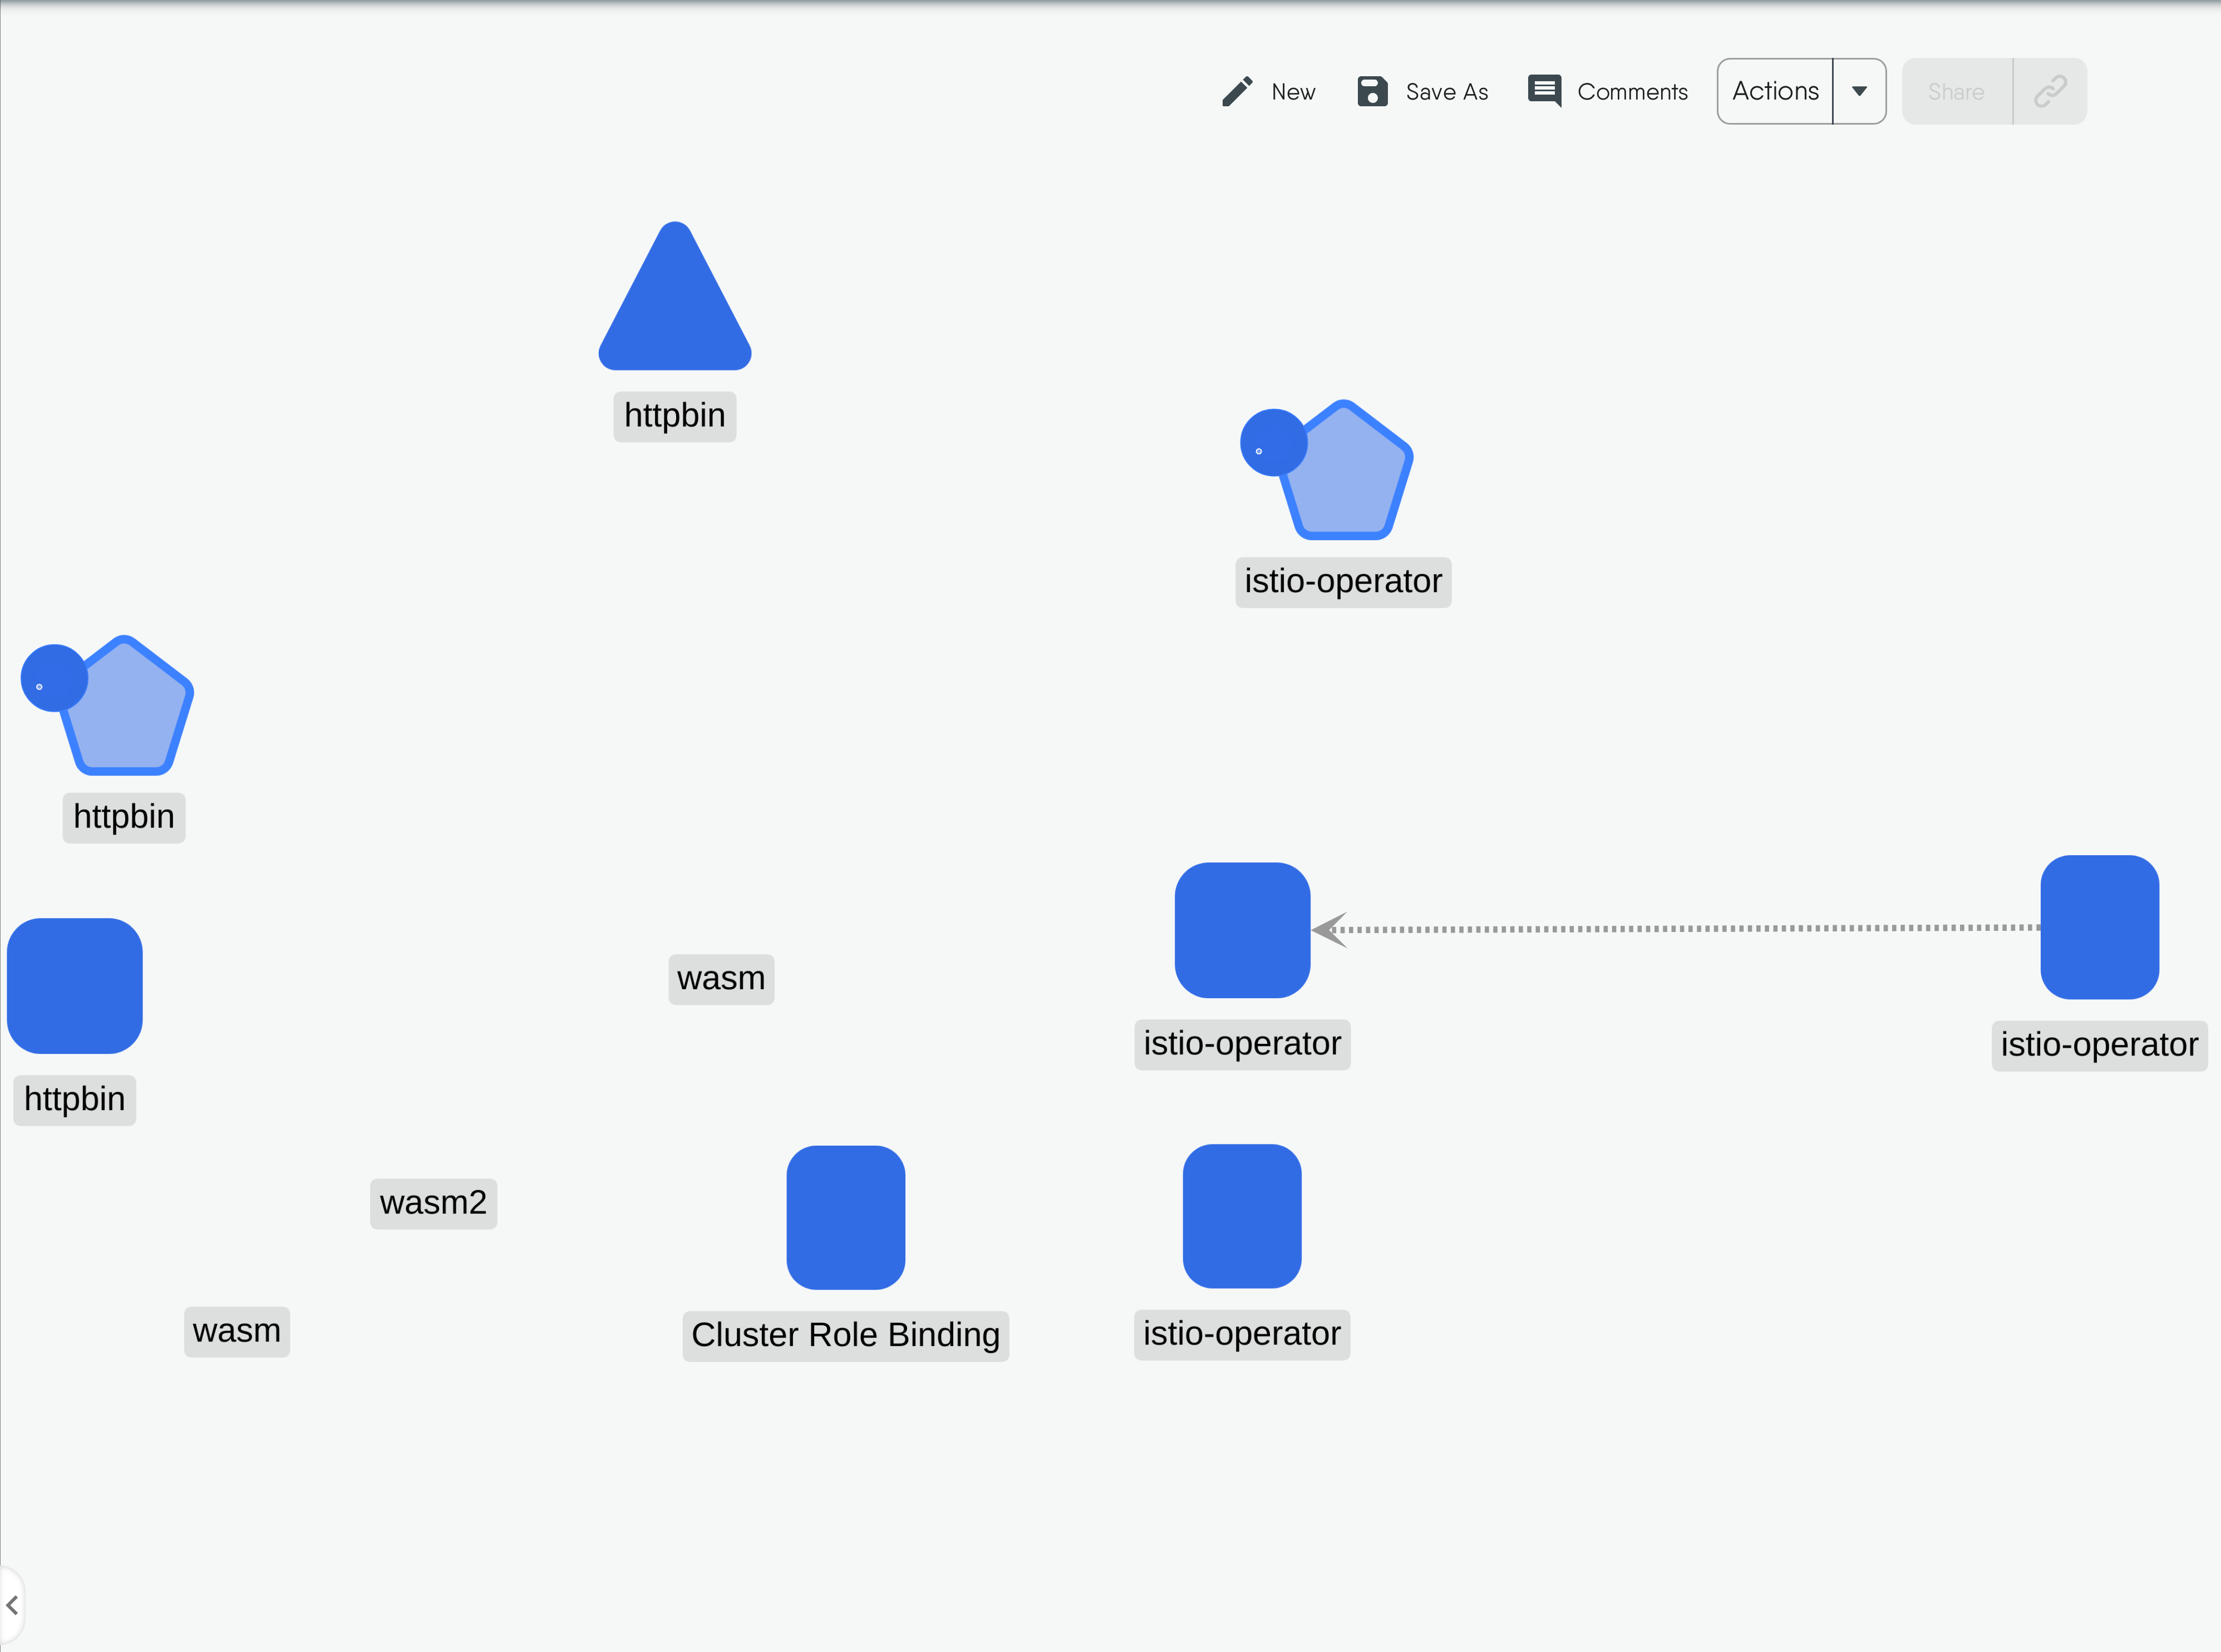 New
Save As
Comments
Actions
Share
httpbin
istio-operator
httpbin
wasm
istio-operator
istio-operator
httpbin
wasm2
wasm
Cluster Role Binding
istio-operator